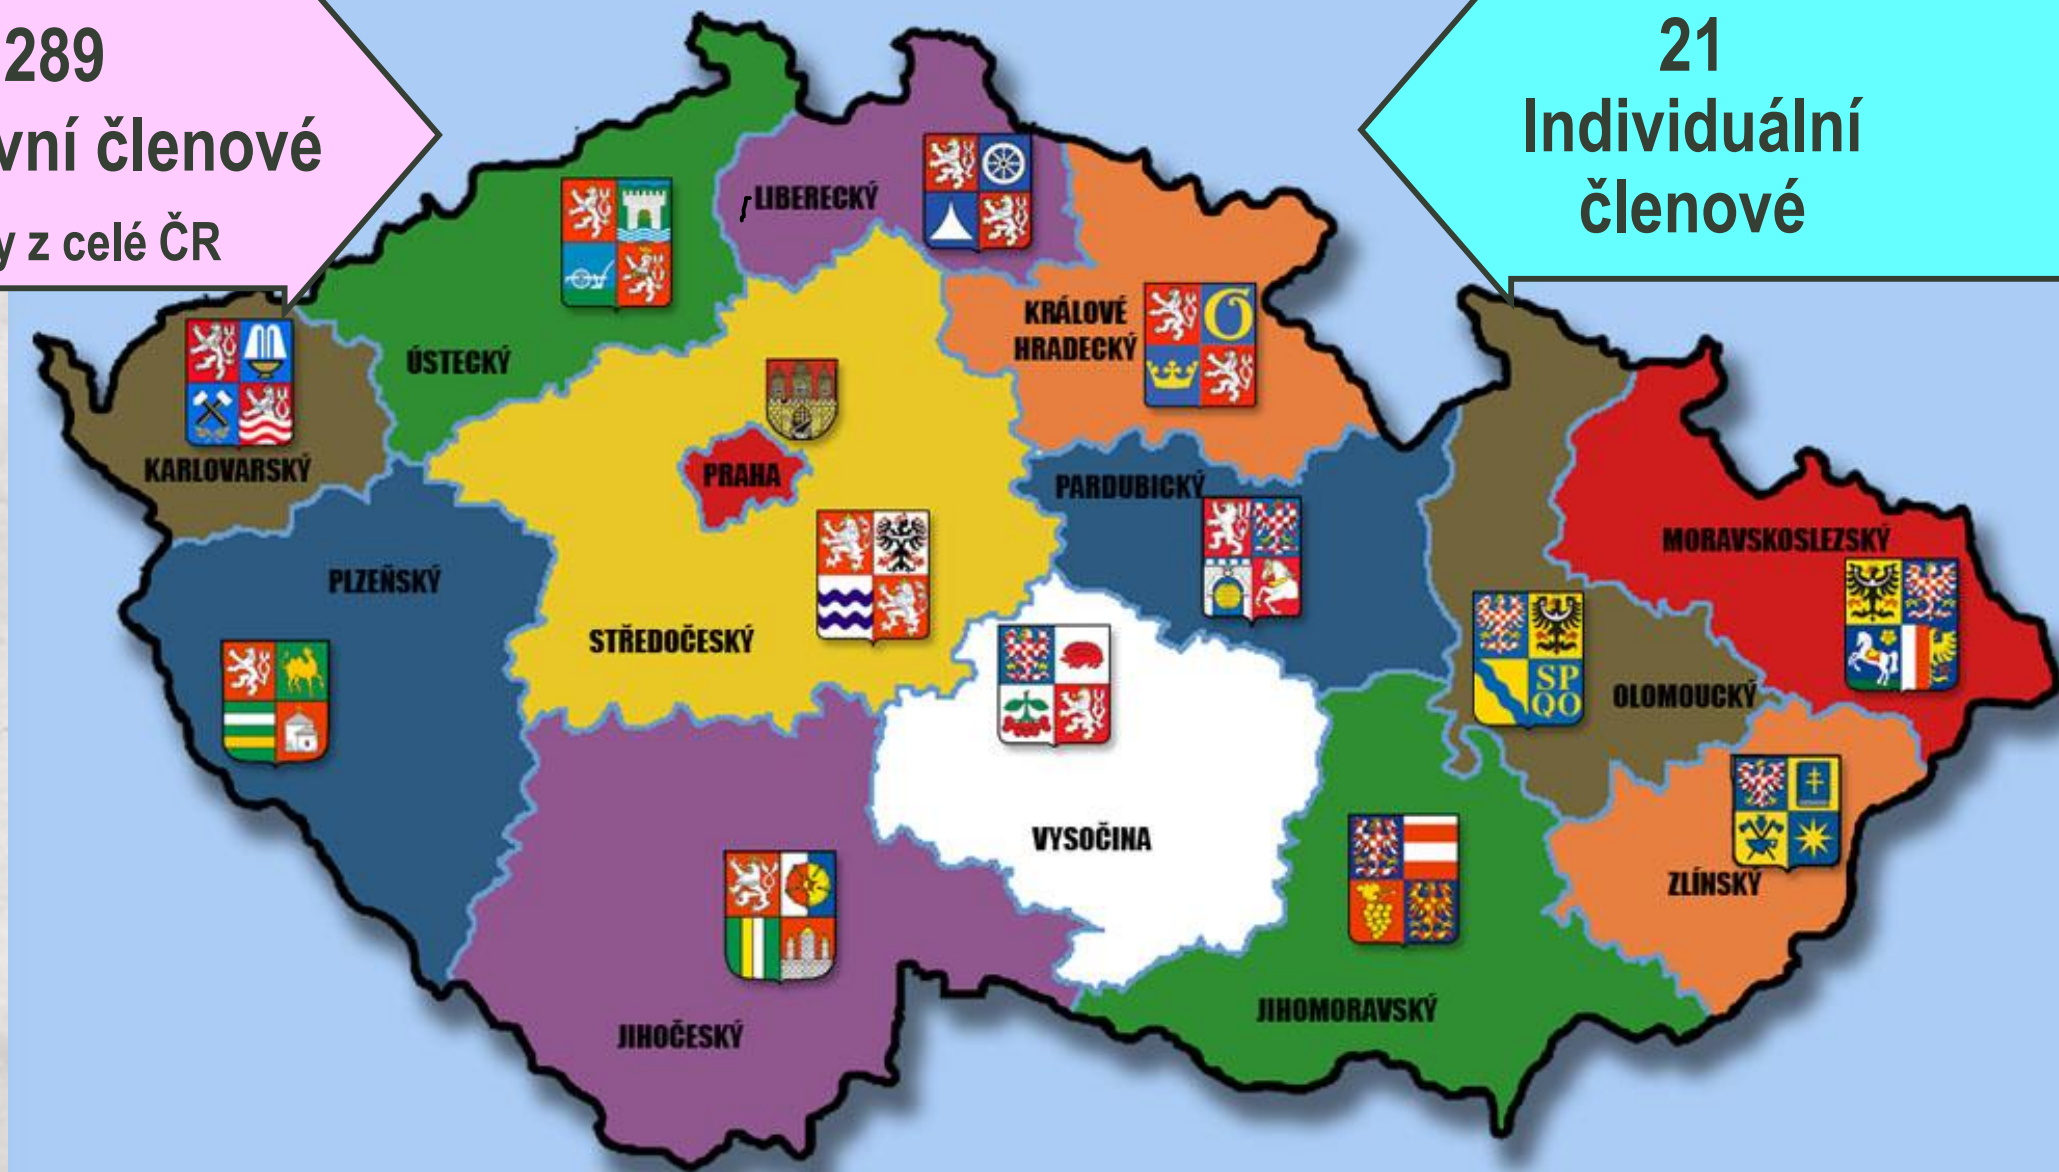 289
vní členové
y z celé ČR
21
Individuální
členové
LIBERECKÝ
ÚSTECKÝ
KRÁLOVÉ
HRADECKÝ
KARLOVARSKÝ
PRAHA
PARDUBICKÝ
MORAVSKOSLEZSKÝ
PLZEŇSKÝ
STŘEDOČESKÝ
SP
QO
OLOMOUCKÝ
VYSOČINA
ZLÍNSKÝ
JIHOČESKÝ
JIHOMORAVSKÝ